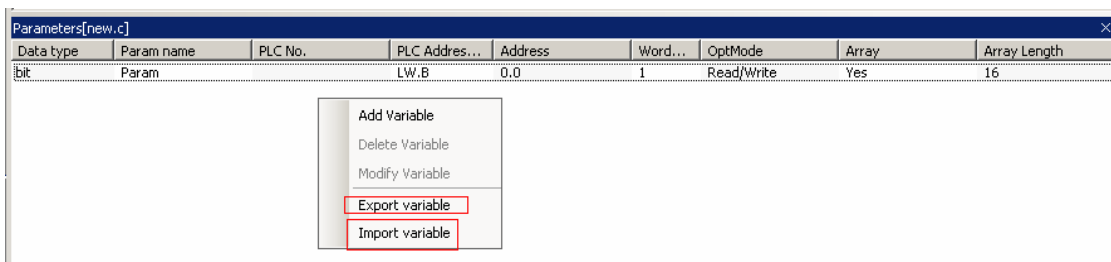 Parameters[new.c]
Data type Param name PLC No. PLC Addres... Address Word... OptMode Array Array Length
bit Param LW.B 0.0 1 Read/Write Yes 16
Add Variable
Delete Variable
Modify Variable
Export variable
Import variable